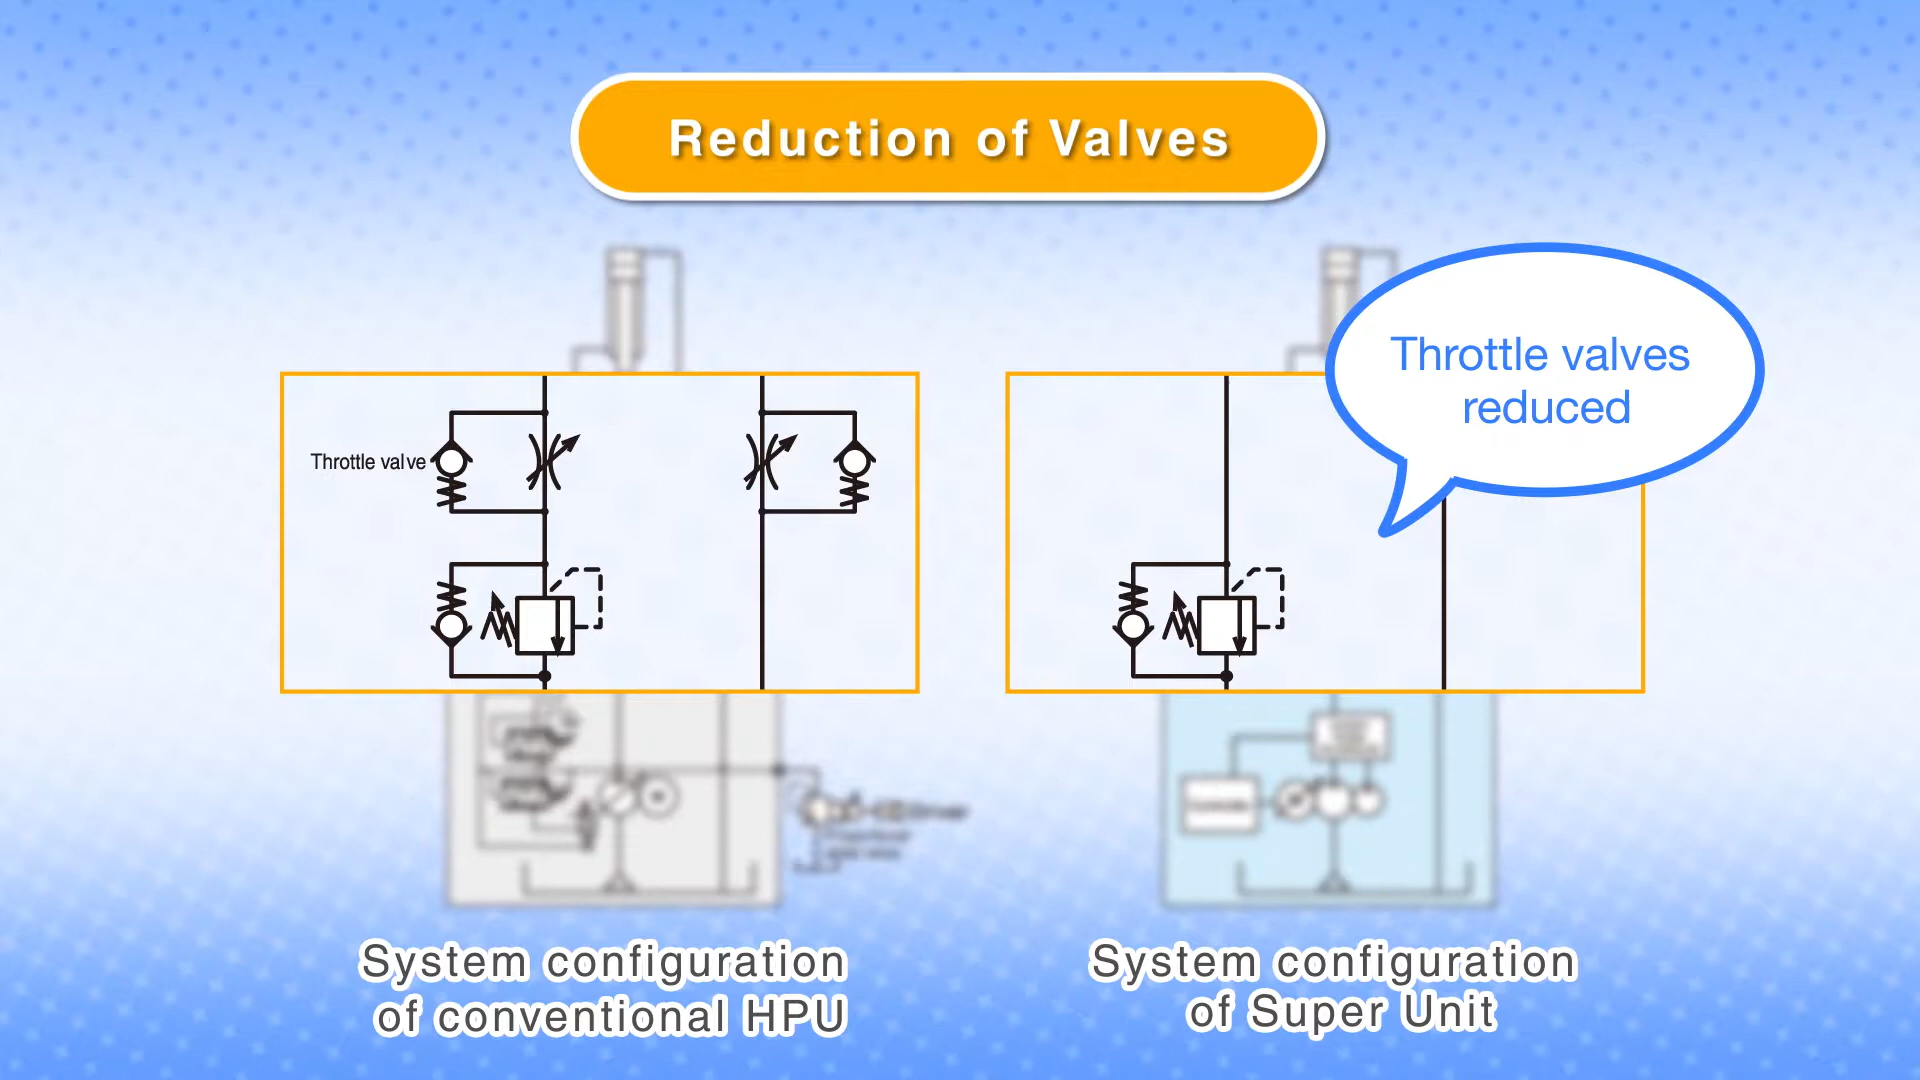 Reduction of Valves
Throttle valves
reduced
Throttle valve
System configuration
of conventional HPU
System configuration
of Super Unit